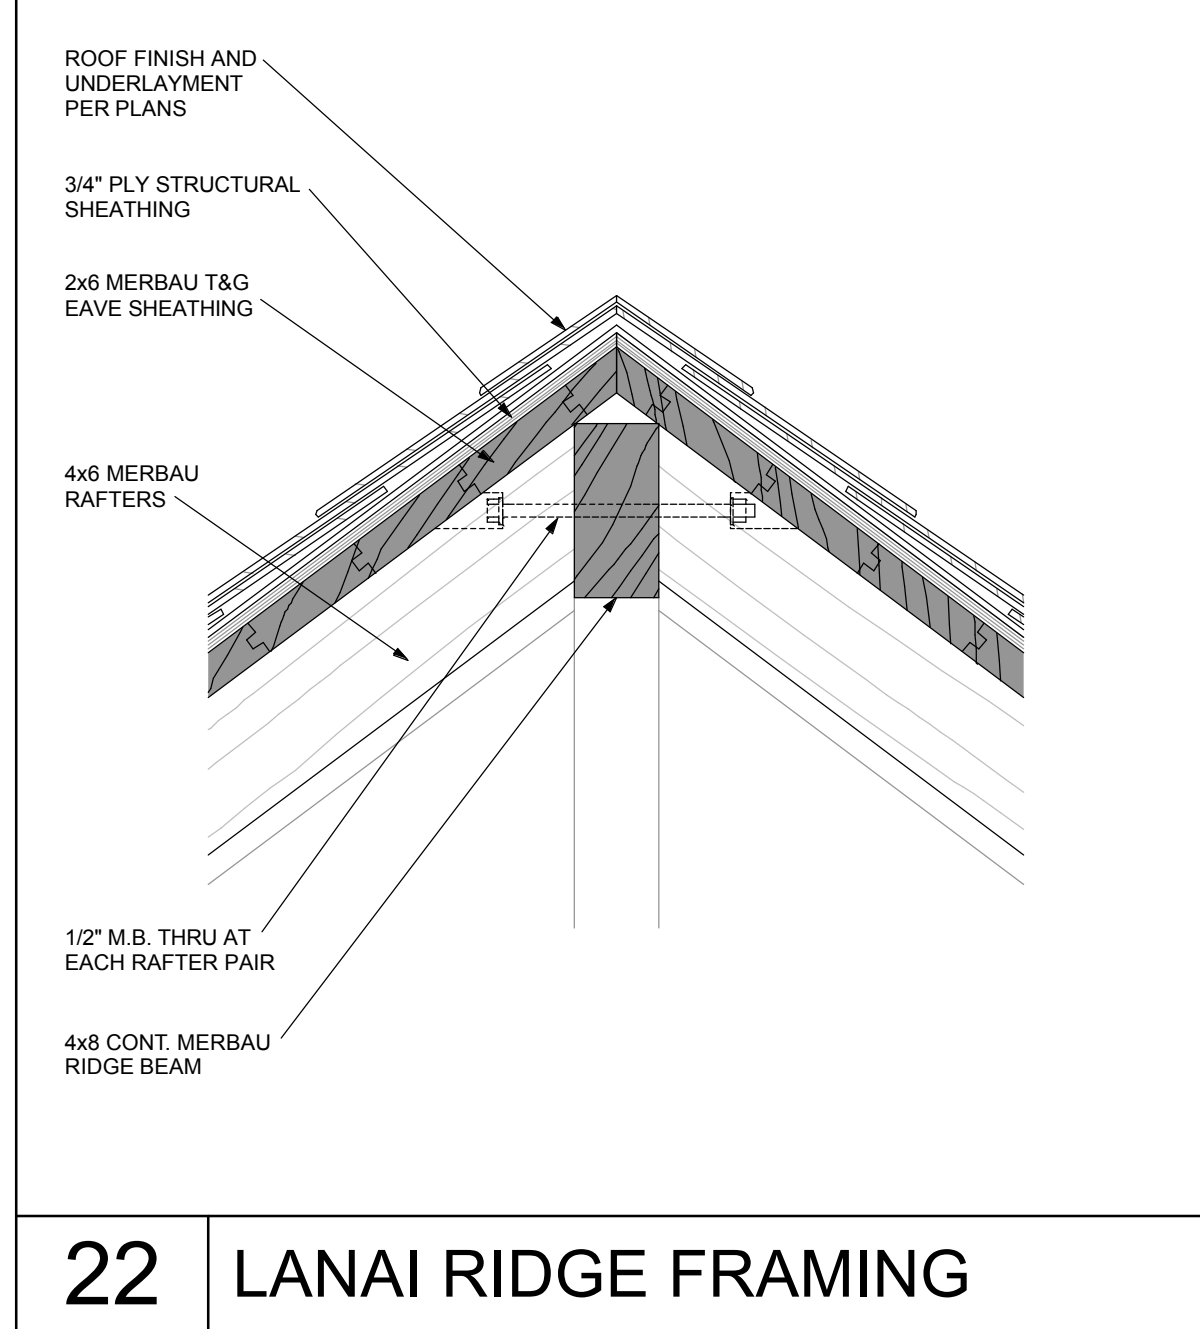 ROOF FINISH AND
UNDERLAYMENT
PER PLANS
3/4" PLY STRUCTURAL
SHEATHING
2x6 MERBAU T&G
EAVE SHEATHING
4x6 MERBAU
RAFTERS
1/2" M.B. THRU AT
EACH RAFTER PAIR
4x8 CONT. MERBAU
RIDGE BEAM
22
LANAI RIDGE FRAMING